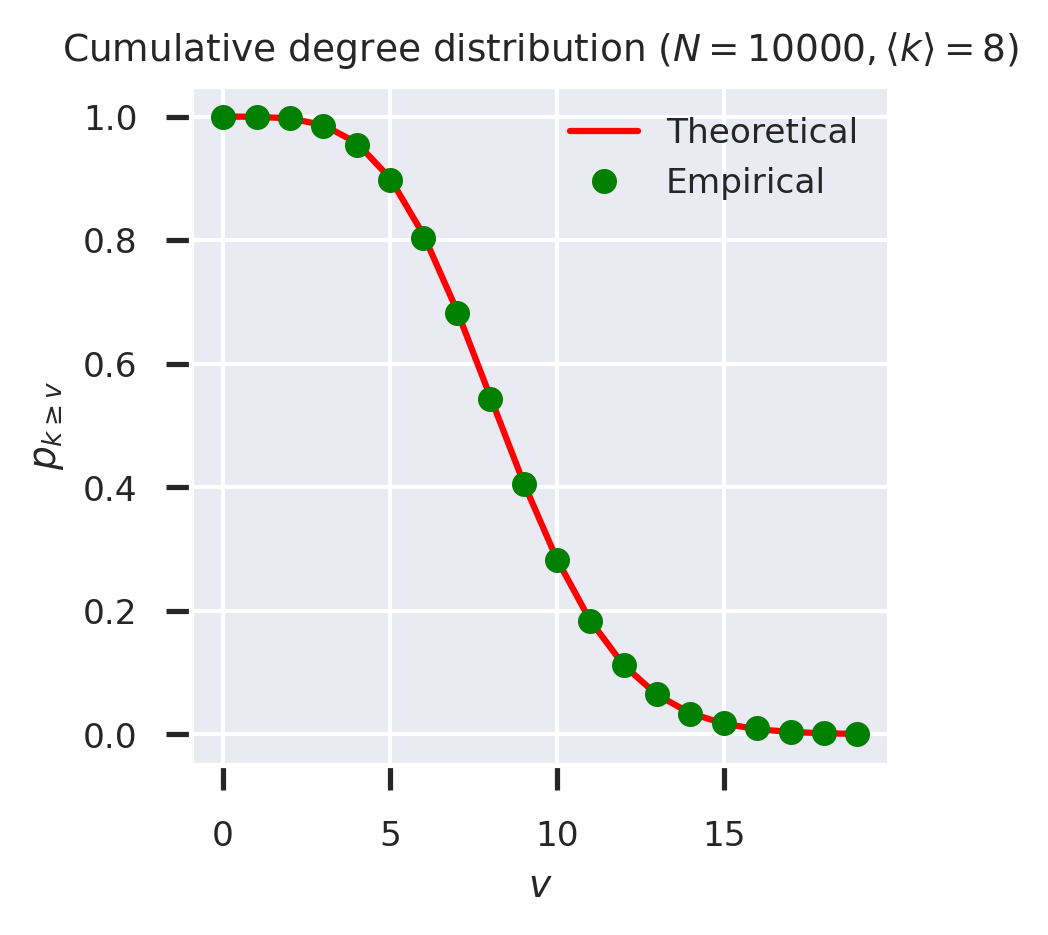 Cumulative degree distribution (N = 10000, ⟨k⟩ = 8)
Theoretical
Empirical
1.0
0.8
0.6
0.4
0.2
0.0
p_{k ≥ v}
0 5 10 15
v